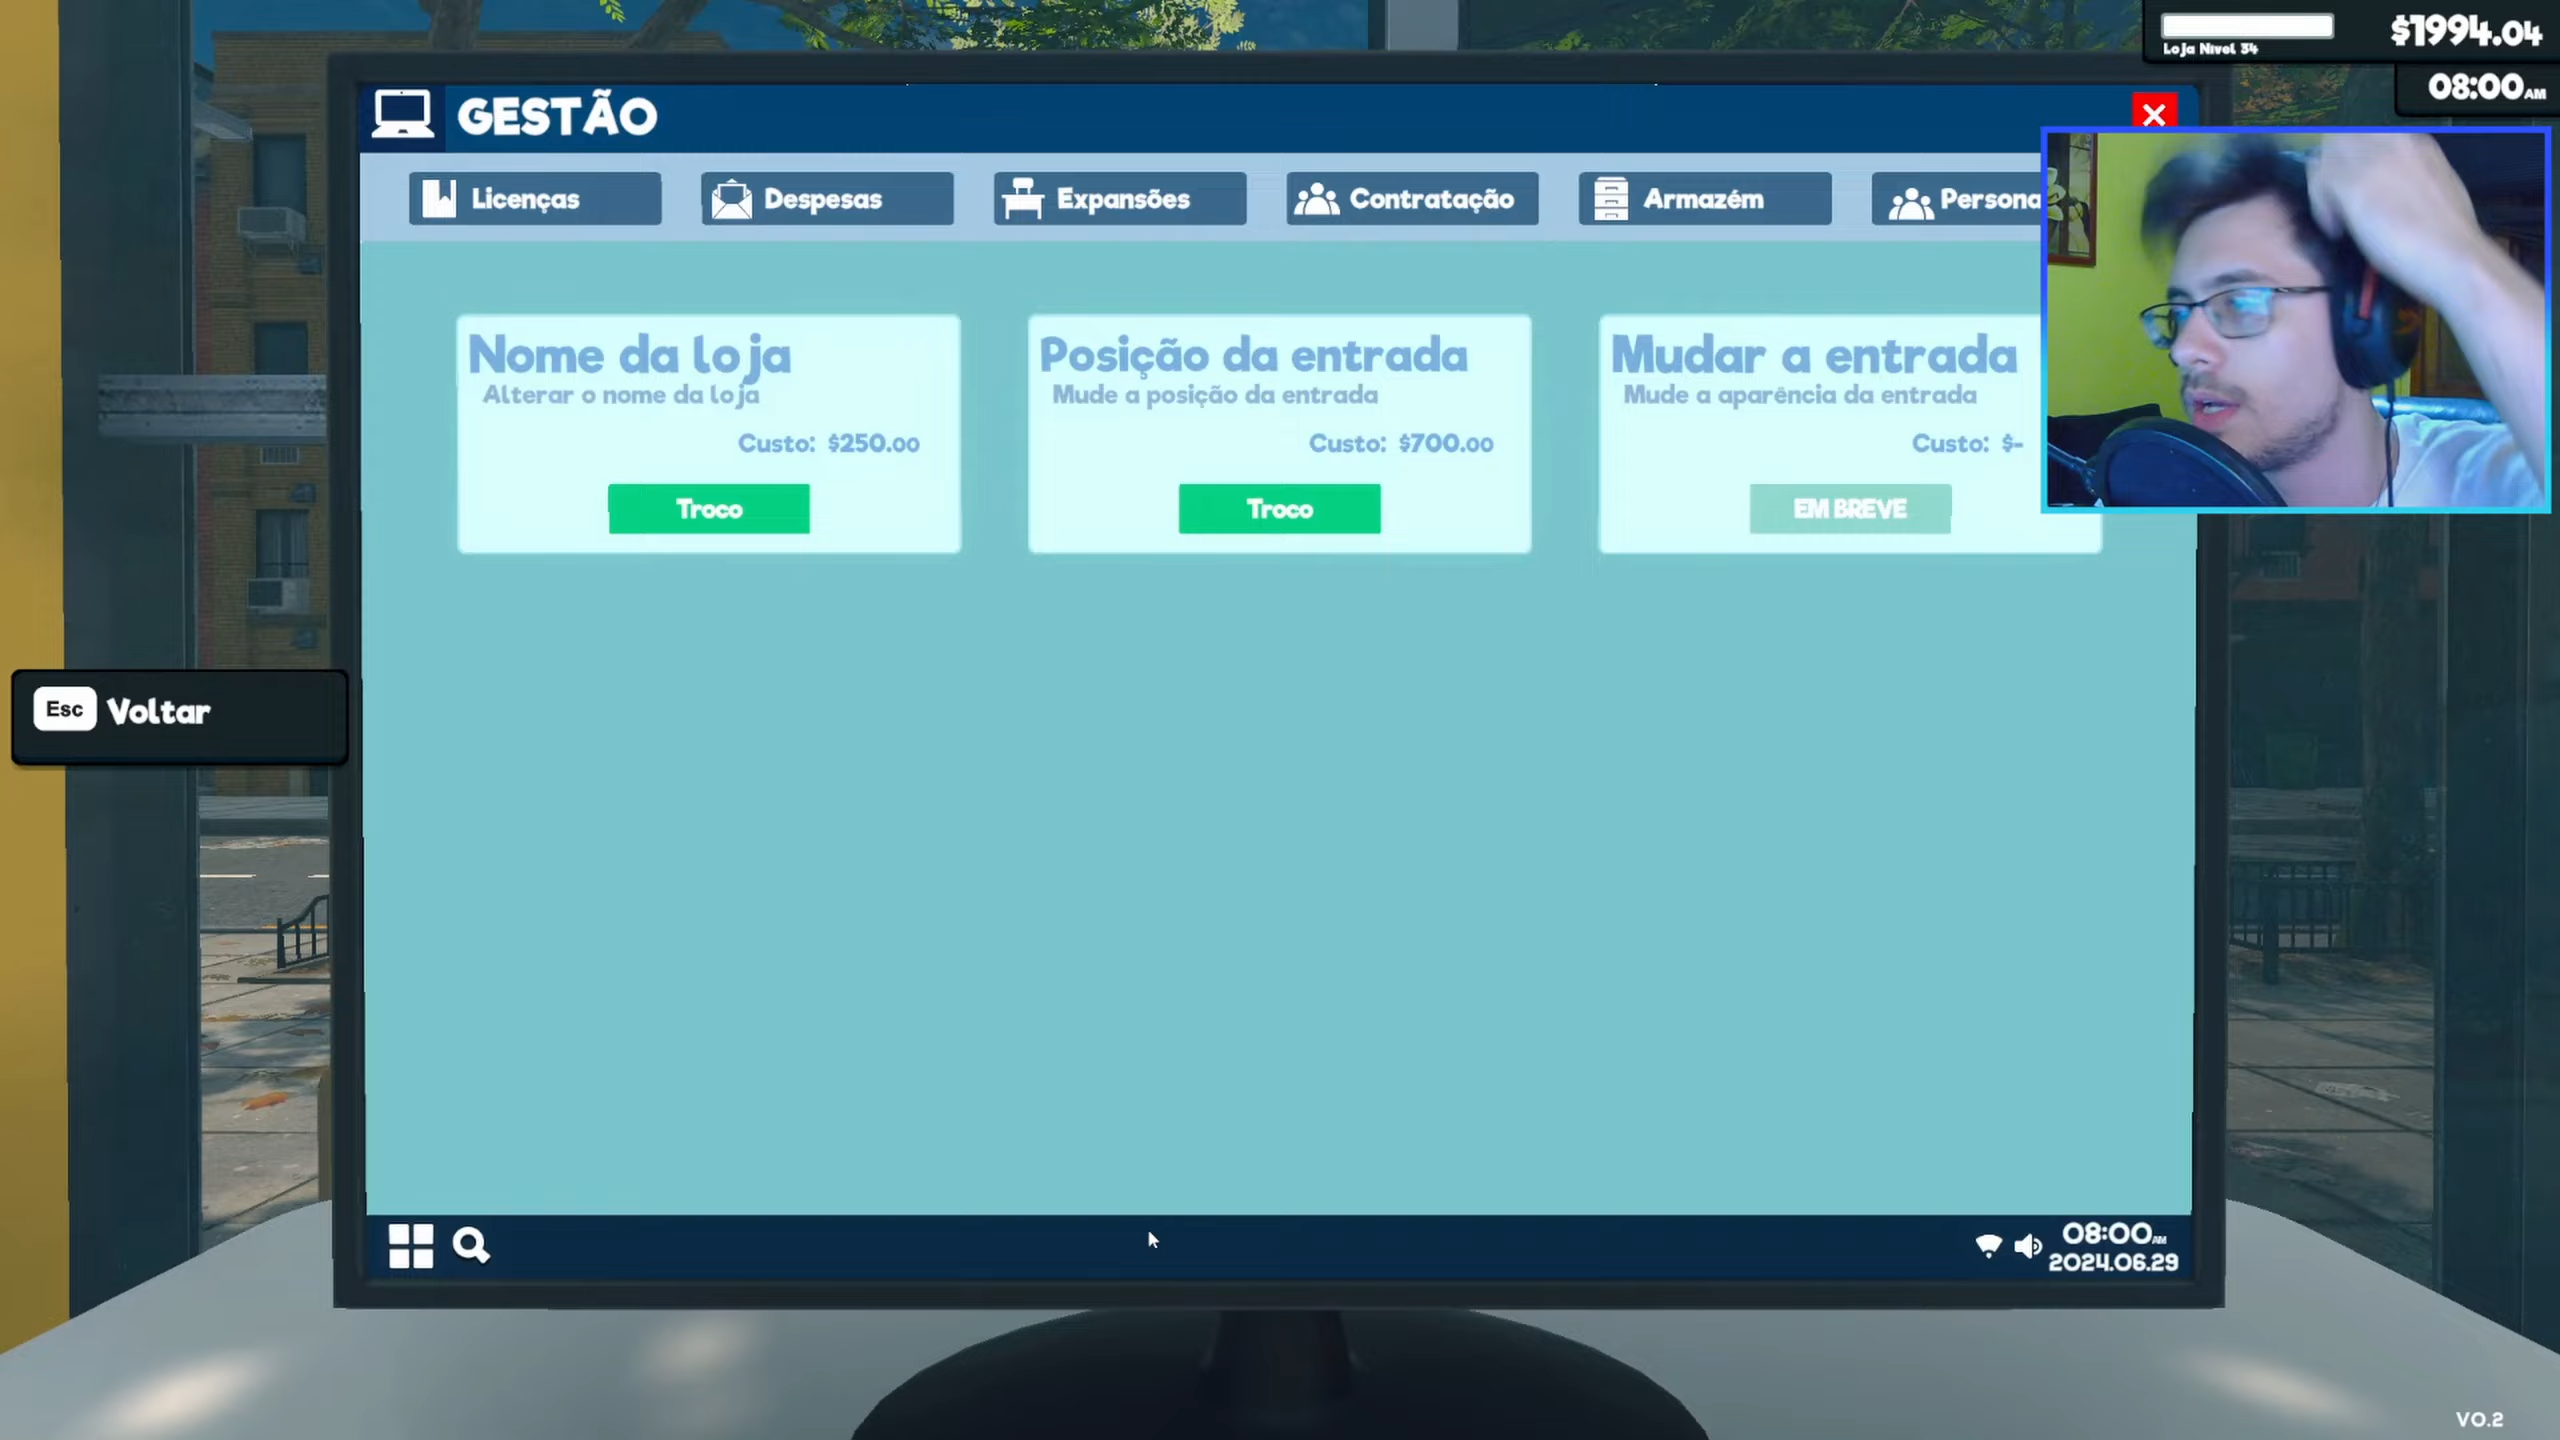 $1994.04
Loja Nivel 34
08:00AM
GESTÃO
Licenças
Despesas
Expansões
Contratação
Armazém
Persona
Nome da loja
Alterar o nome da loja
Custo: $250.00
Troco
Posição da entrada
Mude a posição da entrada
Custo: $700.00
Troco
Mudar a entrada
Mude a aparência da entrada
Custo: $-
EM BREVE
Esc Voltar
08:00AM
2024.06.29
V0.2